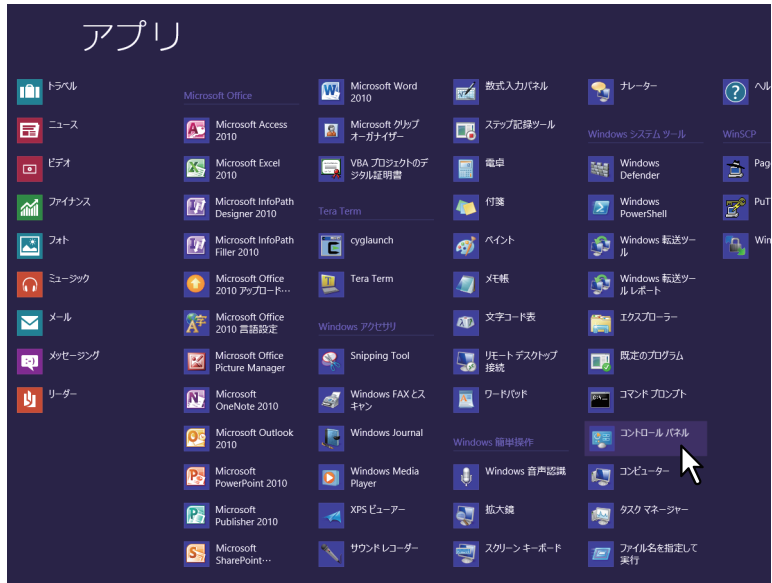 アプリ
トラベル
ニュース
ビデオ
ファイナンス
フォト
ミュージック
メール
メッセージング
リーダー
Microsoft Office
Microsoft Access
2010
Microsoft Excel
2010
Microsoft InfoPath
Designer 2010
Microsoft InfoPath
Filler 2010
Microsoft Office
2010 アップロード…
Microsoft Office
2010 言語設定
Microsoft Office
Picture Manager
Microsoft
OneNote 2010
Microsoft Outlook
2010
Microsoft
PowerPoint 2010
Microsoft
Publisher 2010
Microsoft
SharePoint…
Microsoft Word
2010
Microsoft クリップ
オーガナイザー
VBA プロジェクトのデ
ジタル証明書
Tera Term
cyglaunch
Tera Term
Windows アクセサリ
Snipping Tool
Windows FAX とス
キャン
Windows Journal
Windows Media
Player
XPS ビューアー
サウンド レコーダー
数式入力パネル
ステップ記録ツール
電卓
付箋
ペイント
メモ帳
文字コード表
リモート デスクトップ
接続
ワードパッド
Windows 簡単操作
Windows 音声認識
拡大鏡
スクリーン キーボード
ナレーター
Windows システム ツール
Windows
Defender
Windows
PowerShell
Windows 転送ツー
ル
Windows 転送ツー
ル レポート
エクスプローラー
既定のプログラム
コマンド プロンプト
コントロール パネル
コンピューター
タスク マネージャー
ファイル名を指定して
実行
ヘル
WinSCP
Pag
PuT
Win